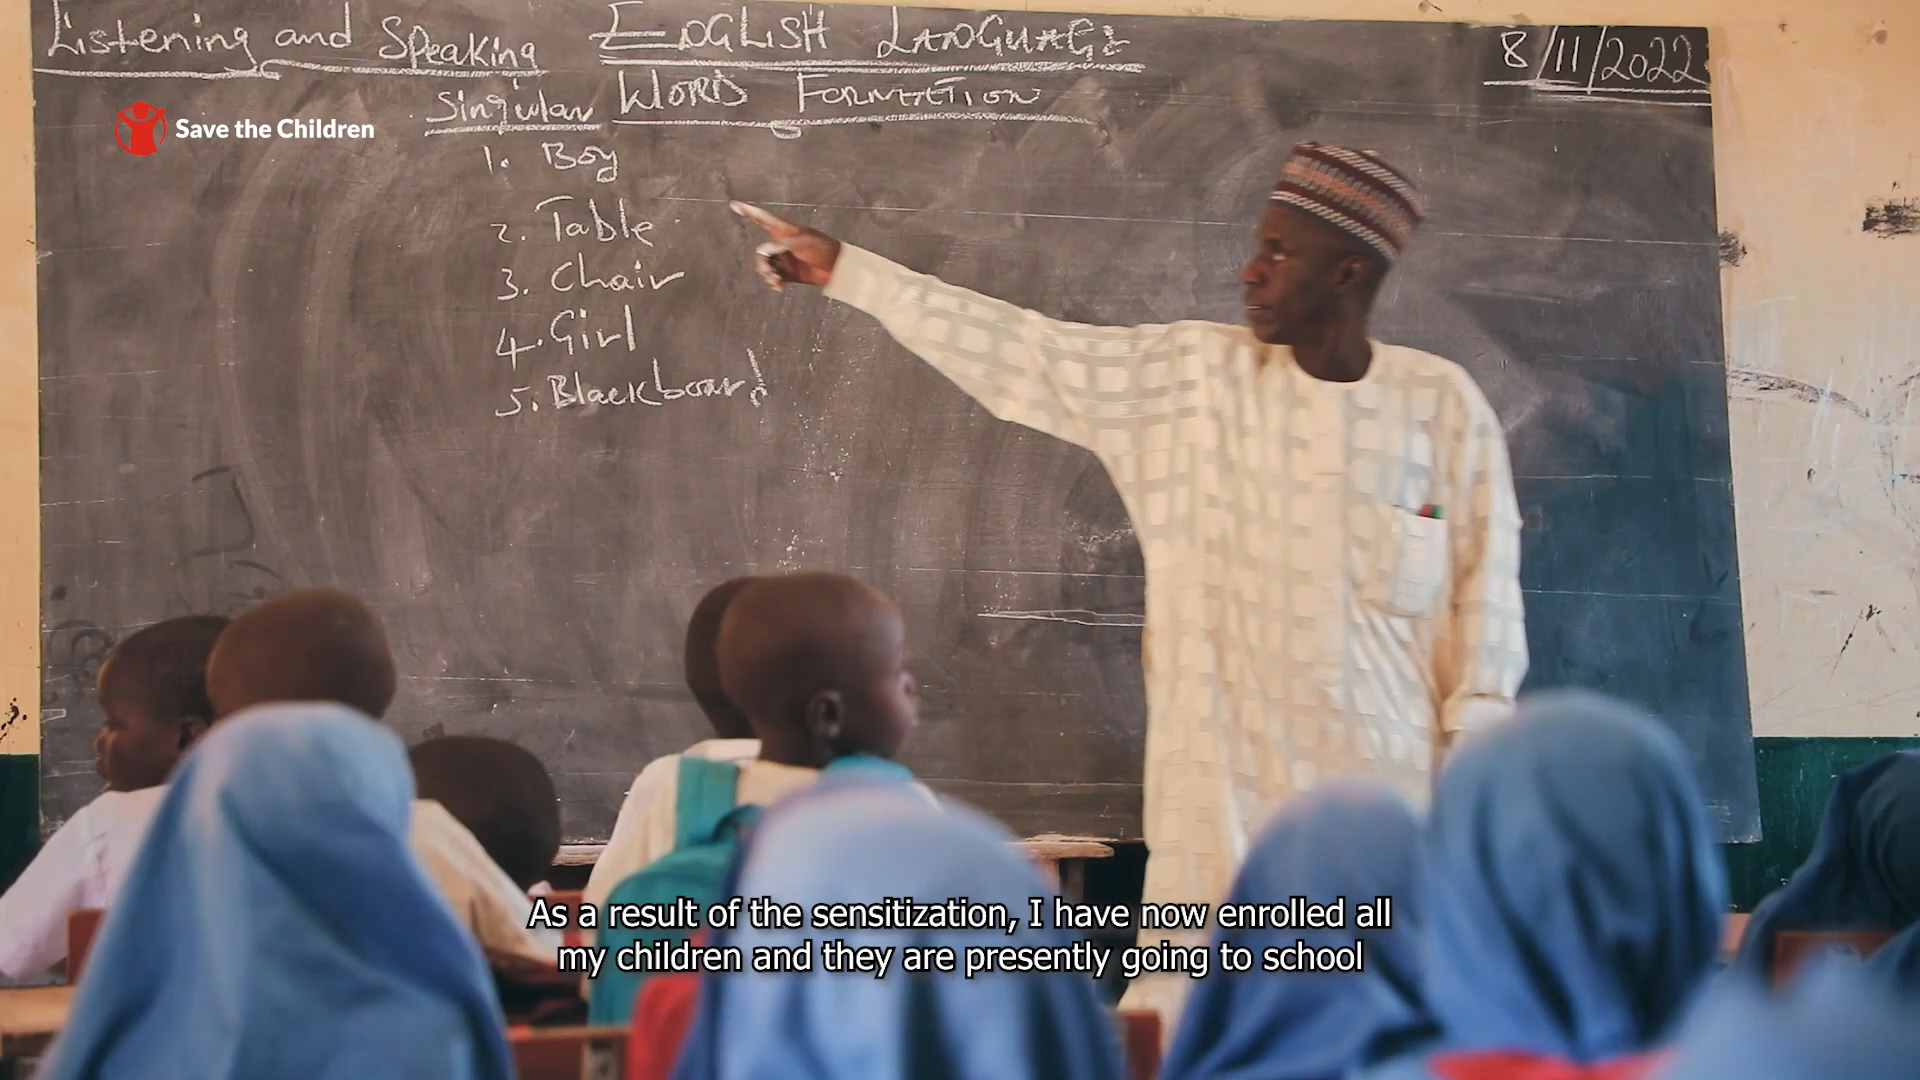 Listening and Speaking ENGLISH LANGUAGE 8/11/2022
Singular WORD FORMATION
Save the Children
1. Boy
2. Table
3. Chair
4. Girl
5. Blackboard
As a result of the sensitization, I have now enrolled all
my children and they are presently going to school